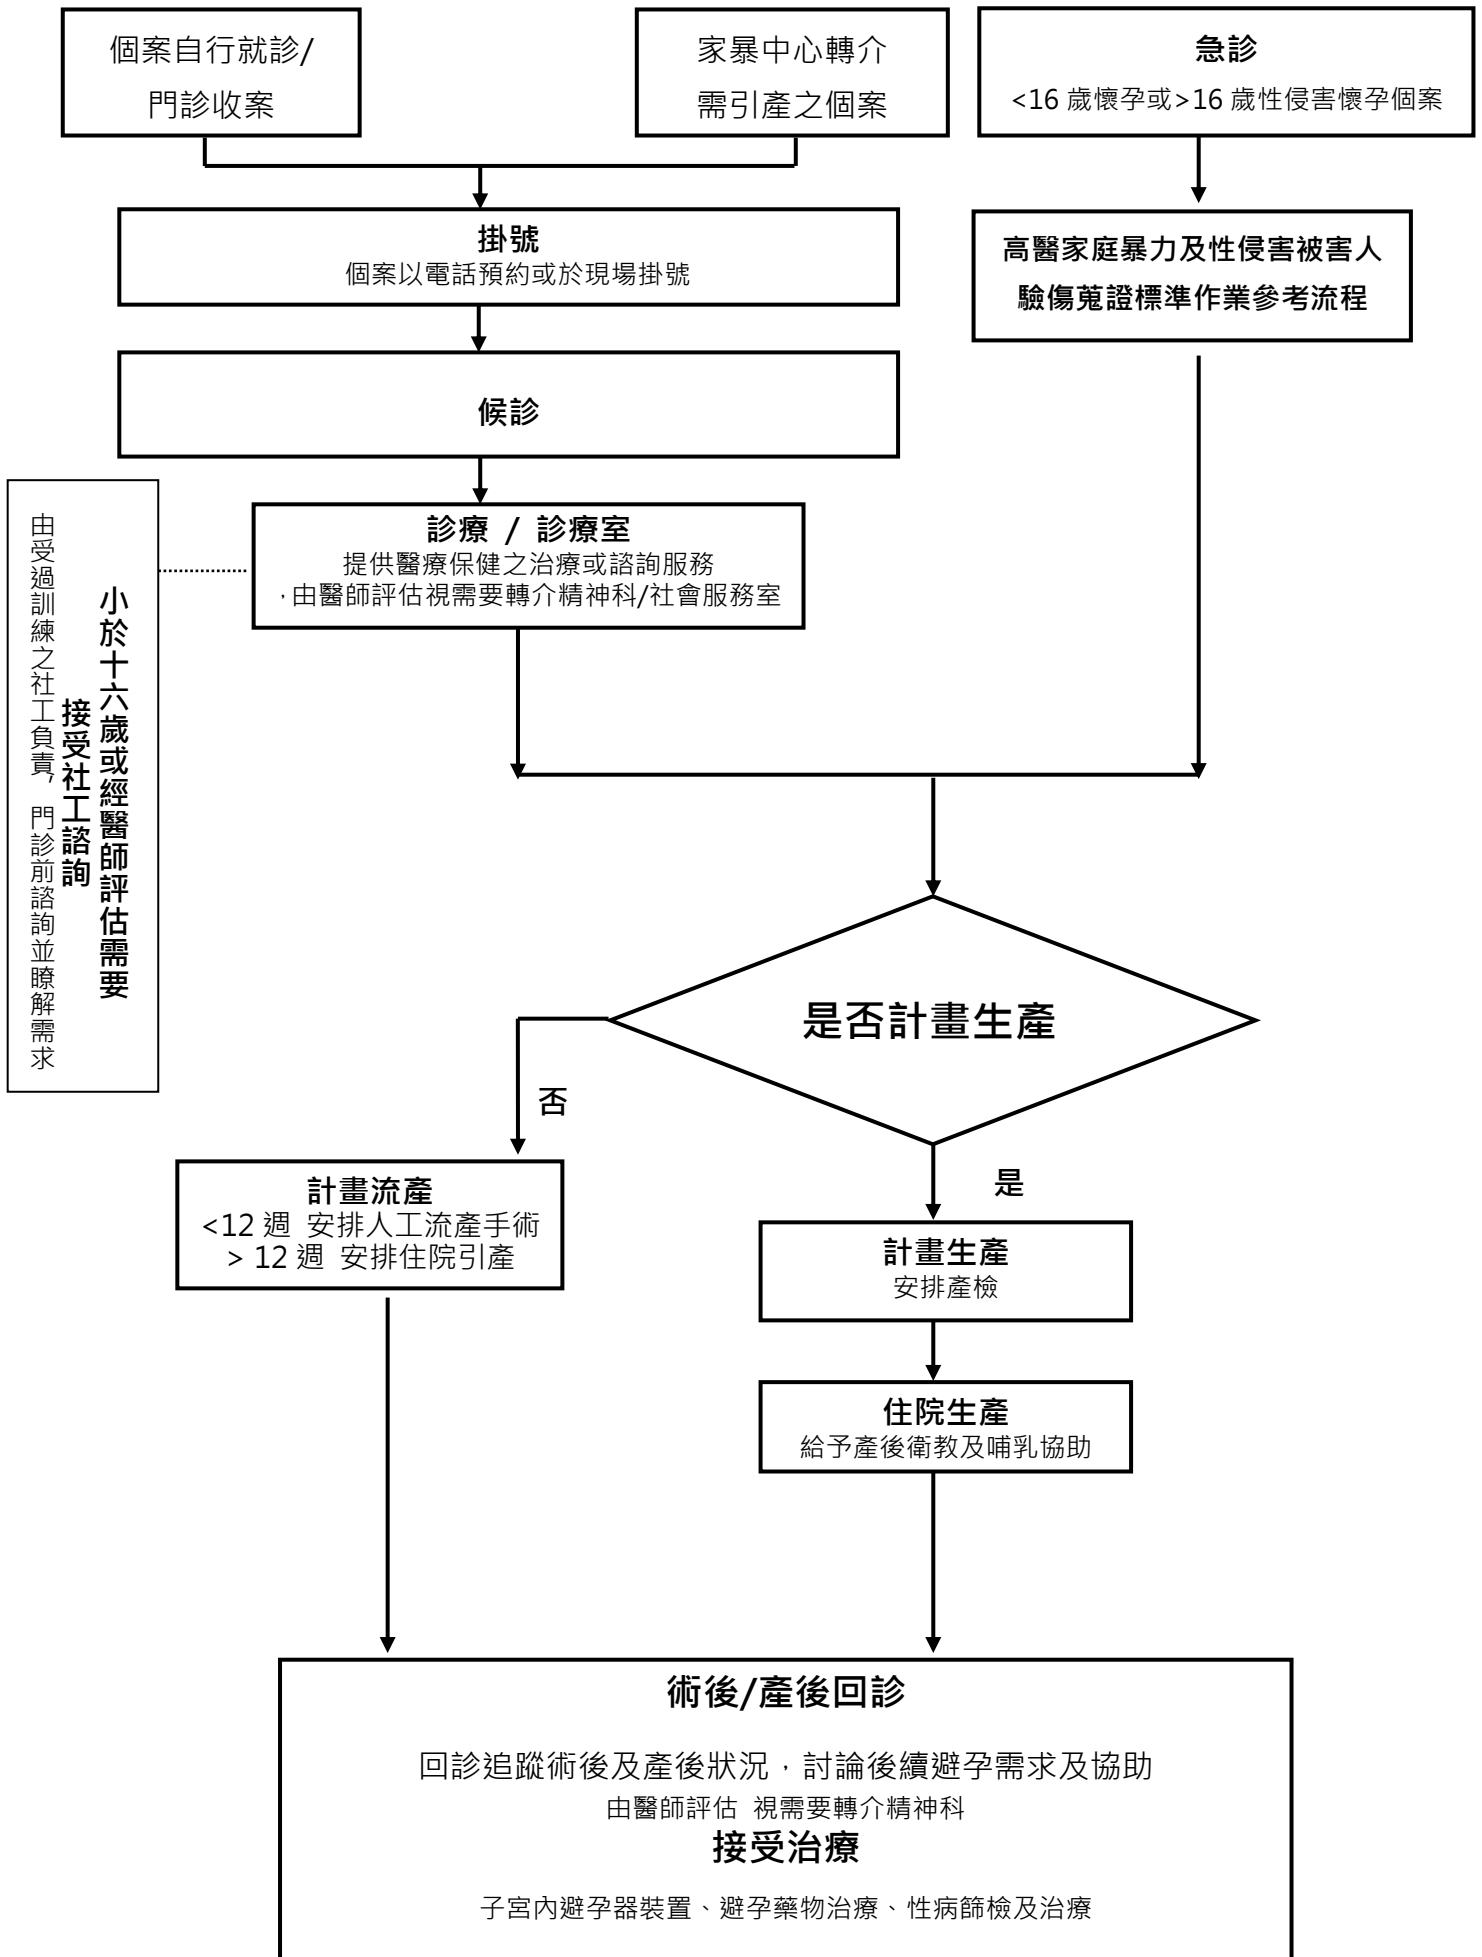 個案自行就診/
門診收案
家暴中心轉介
需引產之個案
急診
<16 歲懷孕或>16 歲性侵害懷孕個案
掛號
個案以電話預約或於現場掛號
高醫家庭暴力及性侵害被害人
驗傷蒐證標準作業參考流程
候診
診療 / 診療室
提供醫療保健之治療或諮詢服務
，由醫師評估視需要轉介精神科/社會服務室
小於十六歲或經醫師評估需要
接受社工諮詢
由受過訓練之社工負責，門診前諮詢並瞭解需求
是否計畫生產
否
是
計畫流產
<12 週 安排人工流產手術
> 12 週 安排住院引產
計畫生產
安排產檢
住院生產
給予產後衛教及哺乳協助
術後/產後回診
回診追蹤術後及產後狀況，討論後續避孕需求及協助
由醫師評估 視需要轉介精神科
接受治療
子宮內避孕器裝置、避孕藥物治療、性病篩檢及治療